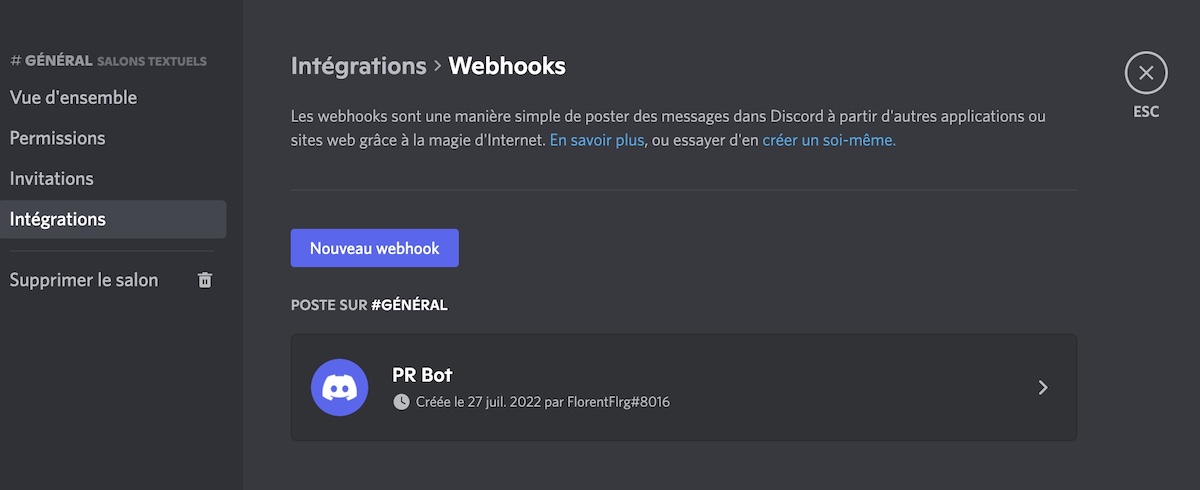 # GÉNÉRAL SALONS TEXTUELS
Vue d'ensemble
Permissions
Invitations
Intégrations
Supprimer le salon
Intégrations > Webhooks
Les webhooks sont une manière simple de poster des messages dans Discord à partir d'autres applications ou
sites web grâce à la magie d'Internet. En savoir plus, ou essayer d'en créer un soi-même.
Nouveau webhook
POSTE SUR #GÉNÉRAL
PR Bot
Créée le 27 juil. 2022 par FlorentFlrg#8016
ESC